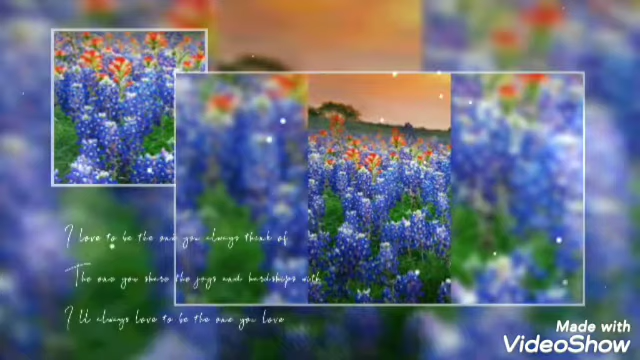 I love to be the one you always think of
The one you share the joys and hardships with
I'll always love to be the one you love
Made with
VideoShow